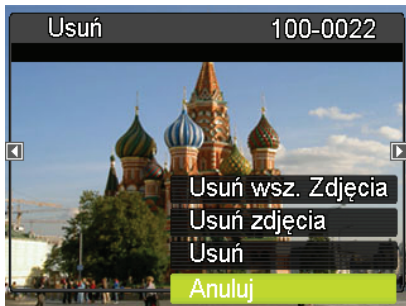 Usuń 100-0022
Usuń wsz. Zdjęcia
Usuń zdjęcia
Usuń
Anuluj